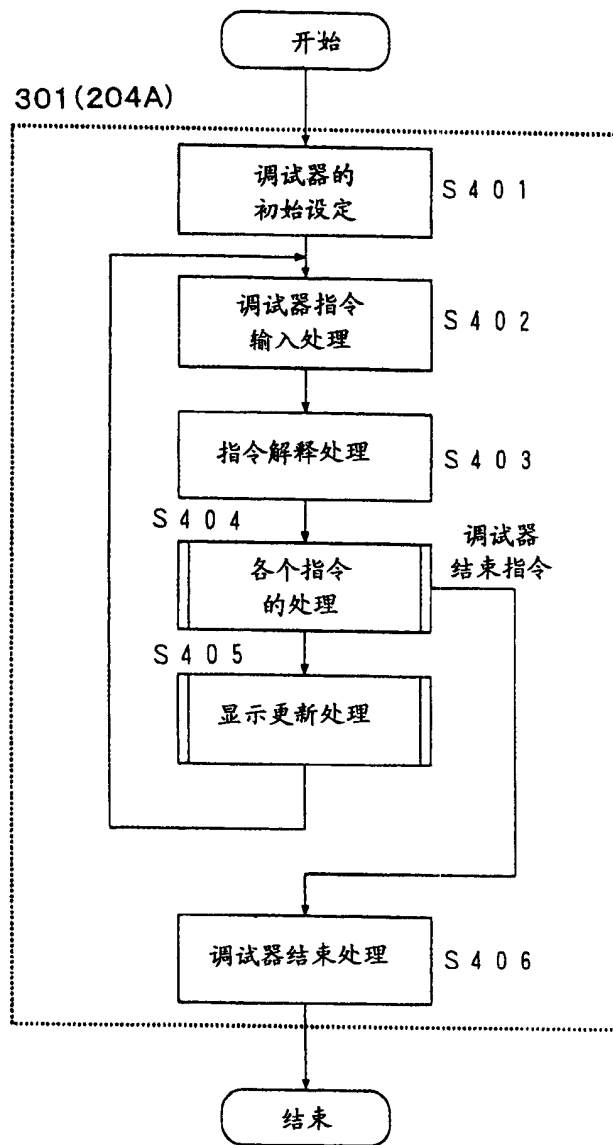 开始
301(204A)
调试器的
初始设定
S401
调试器指令
输入处理
S402
指令解释处理
S403
S404
各个指令
的处理
调试器
结束指令
S405
显示更新处理
调试器结束处理
S406
结束